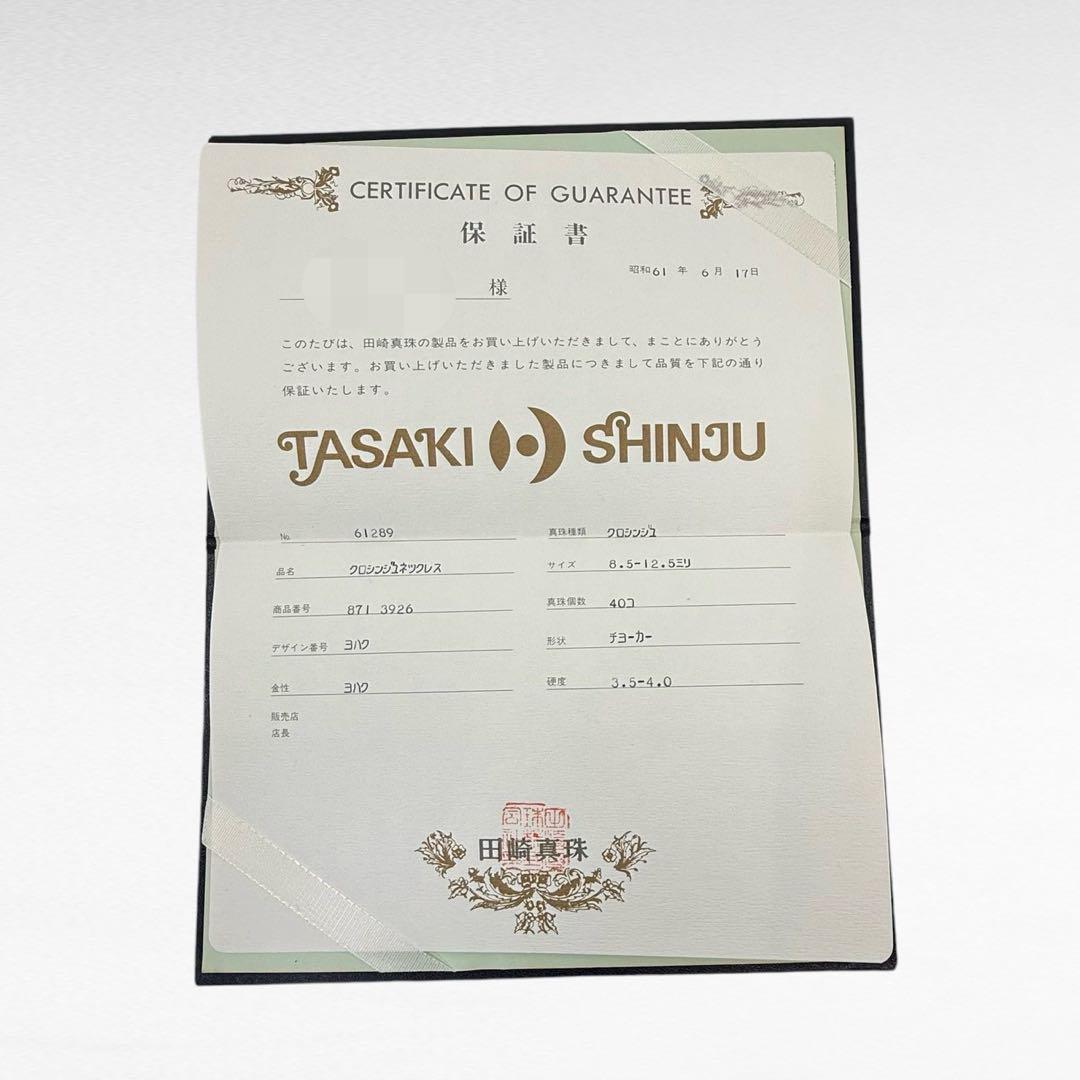 CERTIFICATE OF GUARANTEE
保証書
昭和61年 6月 17日
様
このたびは、田崎真珠の製品をお買い上げいただきまして、まことにありがとう
ございます。お買い上げいただきました製品につきまして品質を下記の通り
保証いたします。
TASAKI SHINJU
No. 61289
真珠種類 クロシンジユ
品名 クロシンジユネツクレス
サイズ 8.5-12.5ミリ
商品番号 871 3926
真珠個数 40コ
デザイン番号 ヨハク
形状 チヨーカー
金性 ヨハク
硬度 3.5-4.0
販売店
店長
田崎真珠